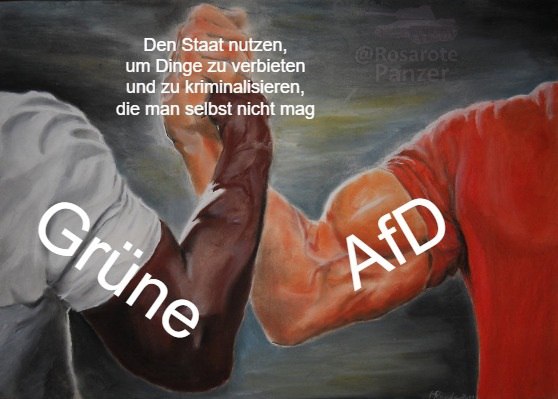 Den Staat nutzen,
um Dinge zu verbieten
und zu kriminalisieren,
die man selbst nicht mag
@Rosarote
Panzer
Grüne
AfD